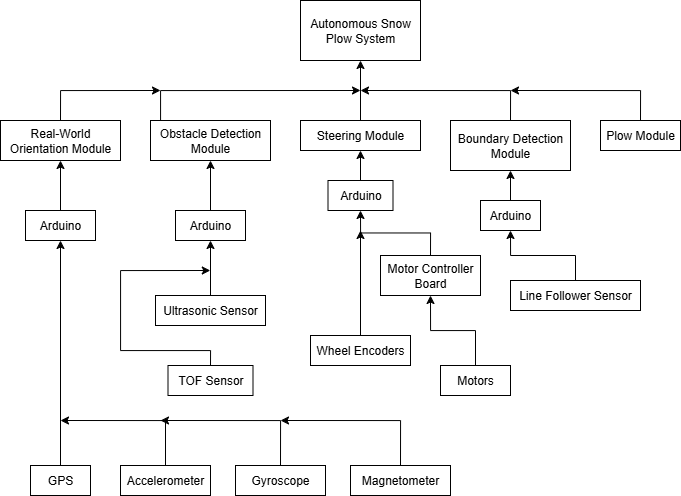 Autonomous Snow
Plow System
Real-World
Orientation Module
Obstacle Detection
Module
Steering Module
Boundary Detection
Module
Plow Module
Arduino
Arduino
Arduino
Arduino
Motor Controller
Board
Line Follower Sensor
Ultrasonic Sensor
Wheel Encoders
TOF Sensor
Motors
GPS
Accelerometer
Gyroscope
Magnetometer